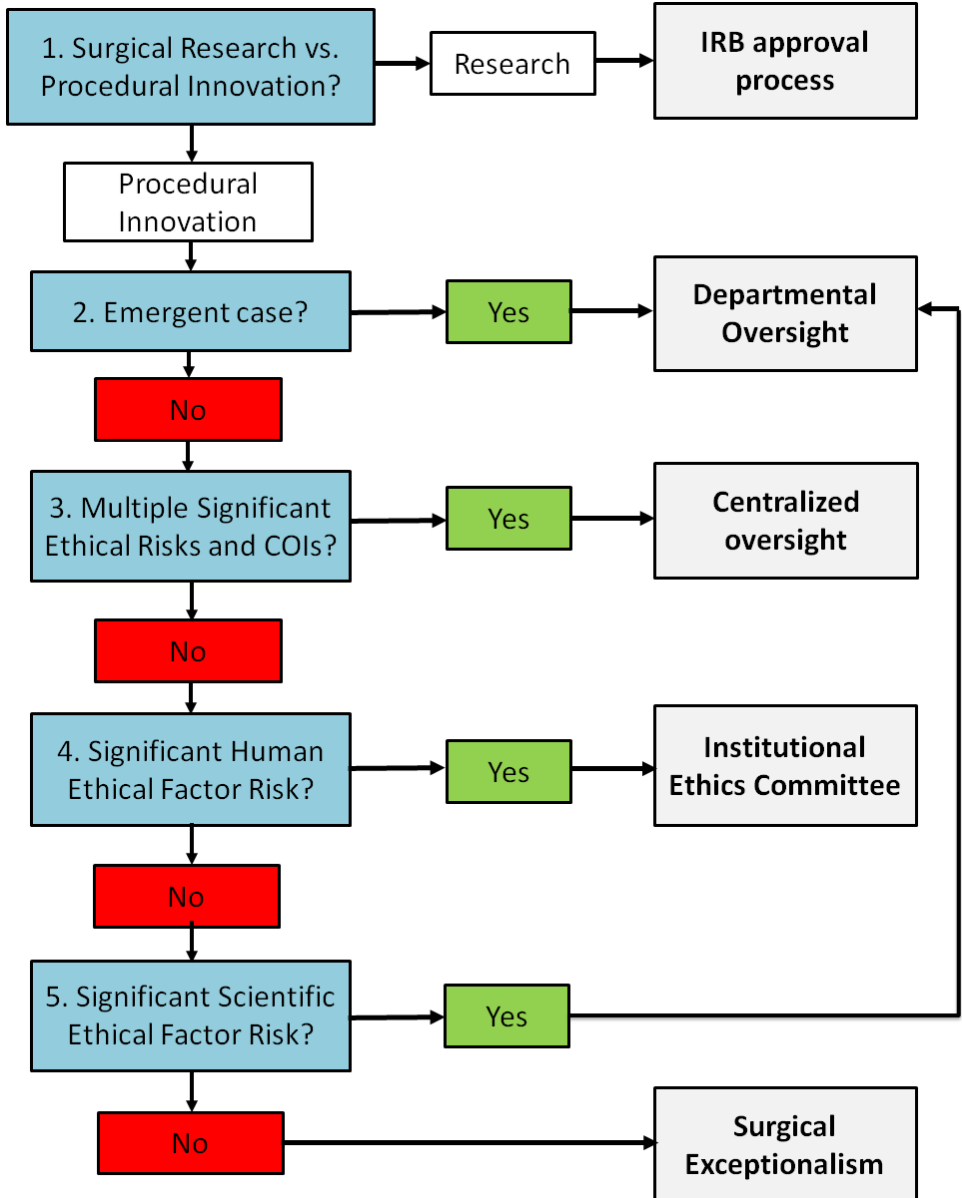 1. Surgical Research vs.
Procedural Innovation?
Research
IRB approval
process
Procedural
Innovation
2. Emergent case?
Yes
Departmental
Oversight
No
3. Multiple Significant
Ethical Risks and COIs?
Yes
Centralized
oversight
No
4. Significant Human
Ethical Factor Risk?
Yes
Institutional
Ethics Committee
No
5. Significant Scientific
Ethical Factor Risk?
Yes
No
Surgical
Exceptionalism